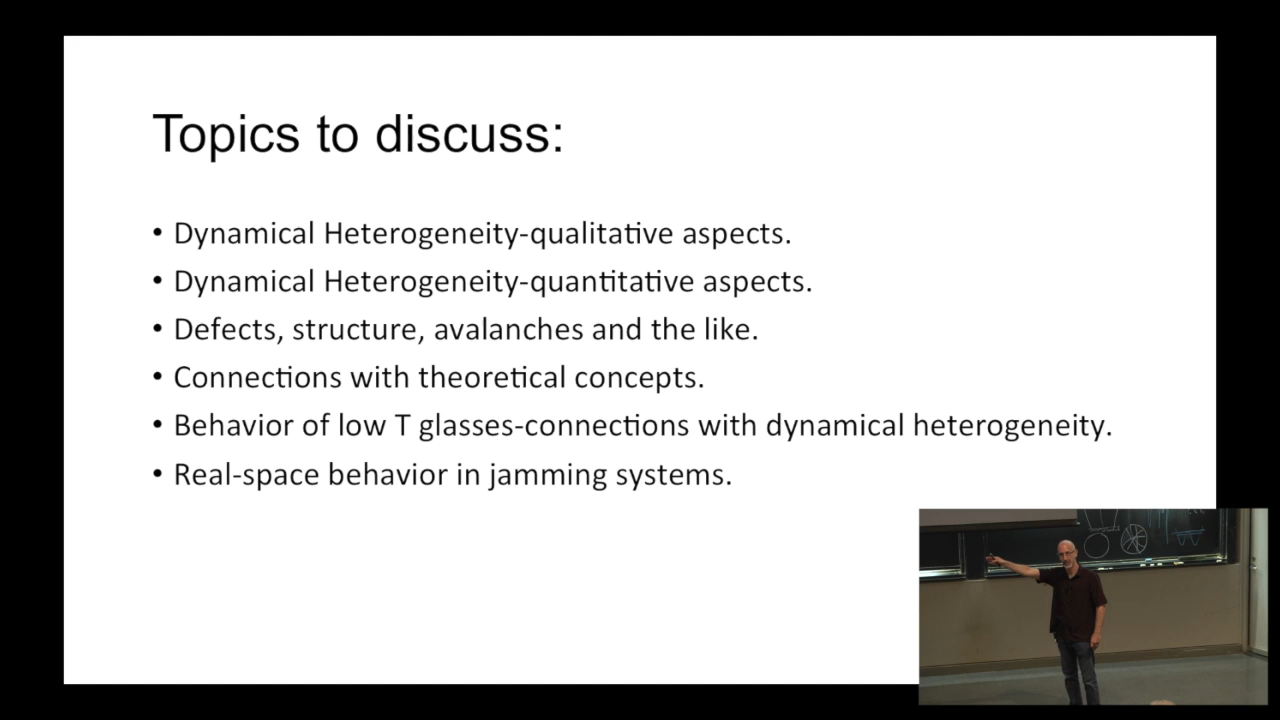 Topics to discuss:
• Dynamical Heterogeneity-qualitative aspects.
• Dynamical Heterogeneity-quantitative aspects.
• Defects, structure, avalanches and the like.
• Connections with theoretical concepts.
• Behavior of low T glasses-connections with dynamical heterogeneity.
• Real-space behavior in jamming systems.